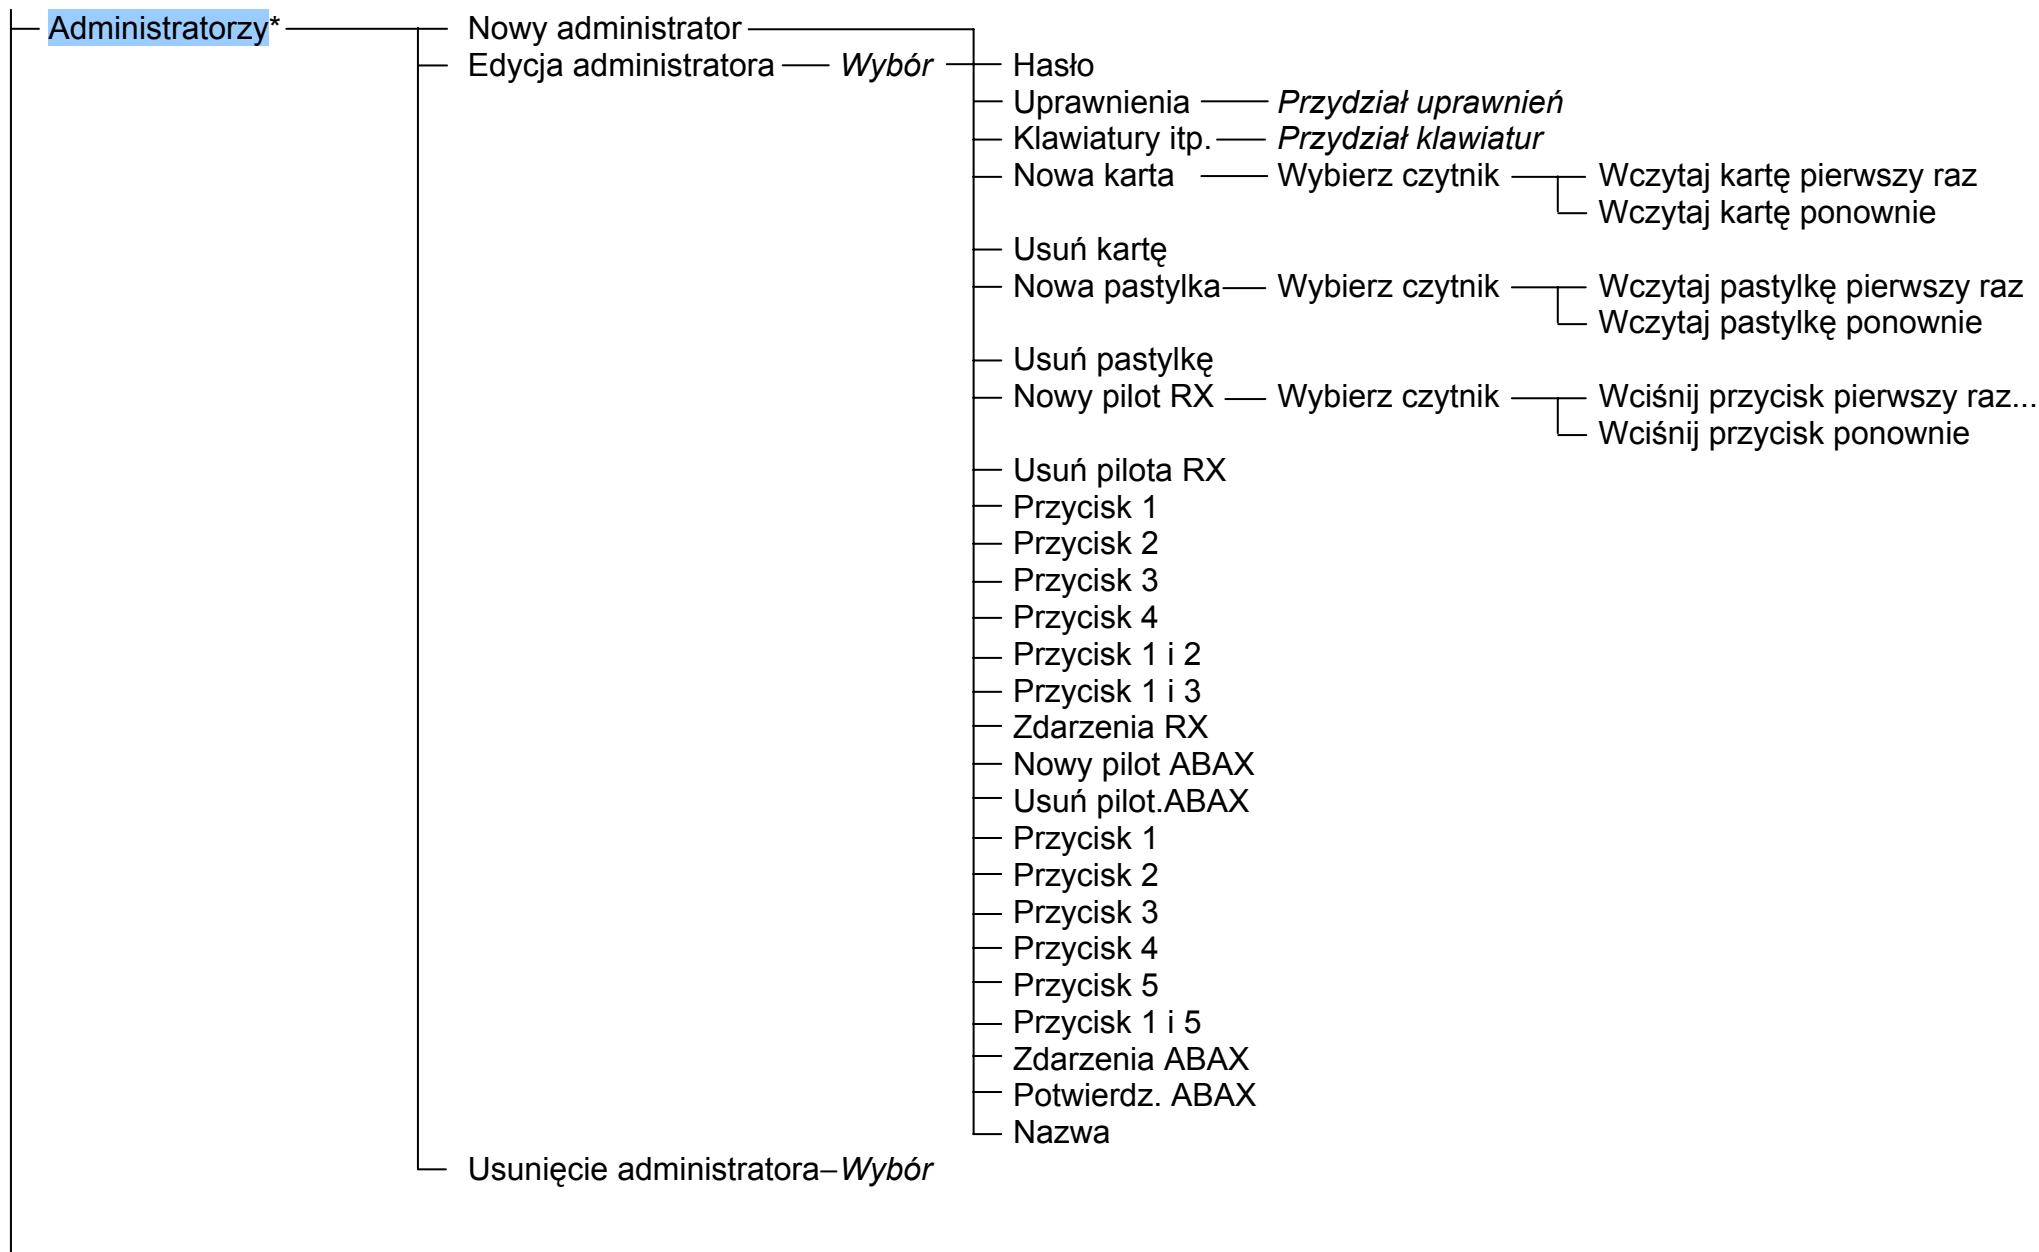 Administratorzy* Nowy administrator
Edycja administratora Wybór Hasło
Uprawnienia Przydział uprawnień
Klawiatury itp. Przydział klawiatur
Nowa karta Wybierz czytnik Wczytaj kartę pierwszy raz
Wczytaj kartę ponownie
Usuń kartę
Nowa pastylka Wybierz czytnik Wczytaj pastylkę pierwszy raz
Wczytaj pastylkę ponownie
Usuń pastylkę
Nowy pilot RX Wybierz czytnik Wciśnij przycisk pierwszy raz...
Wciśnij przycisk ponownie
Usuń pilota RX
Przycisk 1
Przycisk 2
Przycisk 3
Przycisk 4
Przycisk 1 i 2
Przycisk 1 i 3
Zdarzenia RX
Nowy pilot ABAX
Usuń pilot.ABAX
Przycisk 1
Przycisk 2
Przycisk 3
Przycisk 4
Przycisk 5
Przycisk 1 i 5
Zdarzenia ABAX
Potwierdz. ABAX
Nazwa
Usunięcie administratora–Wybór